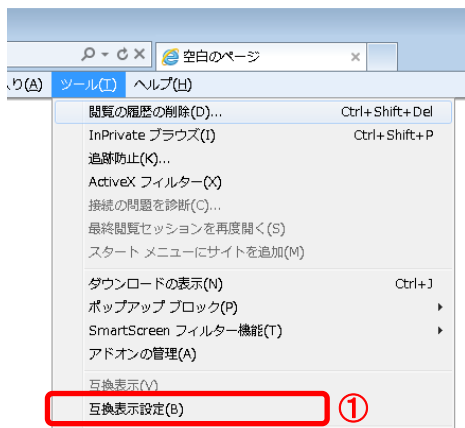 空白のページ
入り(A) ツール(T) ヘルプ(H)
閲覧の履歴の削除(D)... Ctrl+Shift+Del
InPrivate ブラウズ(I) Ctrl+Shift+P
追跡防止(K)...
ActiveX フィルター(X)
接続の問題を診断(C)...
最終閲覧セッションを再度開く(S)
スタート メニューにサイトを追加(M)
ダウンロードの表示(N) Ctrl+J
ポップアップ ブロック(P)
SmartScreen フィルター機能(T)
アドオンの管理(A)
互換表示(V)
互換表示設定(B) ①